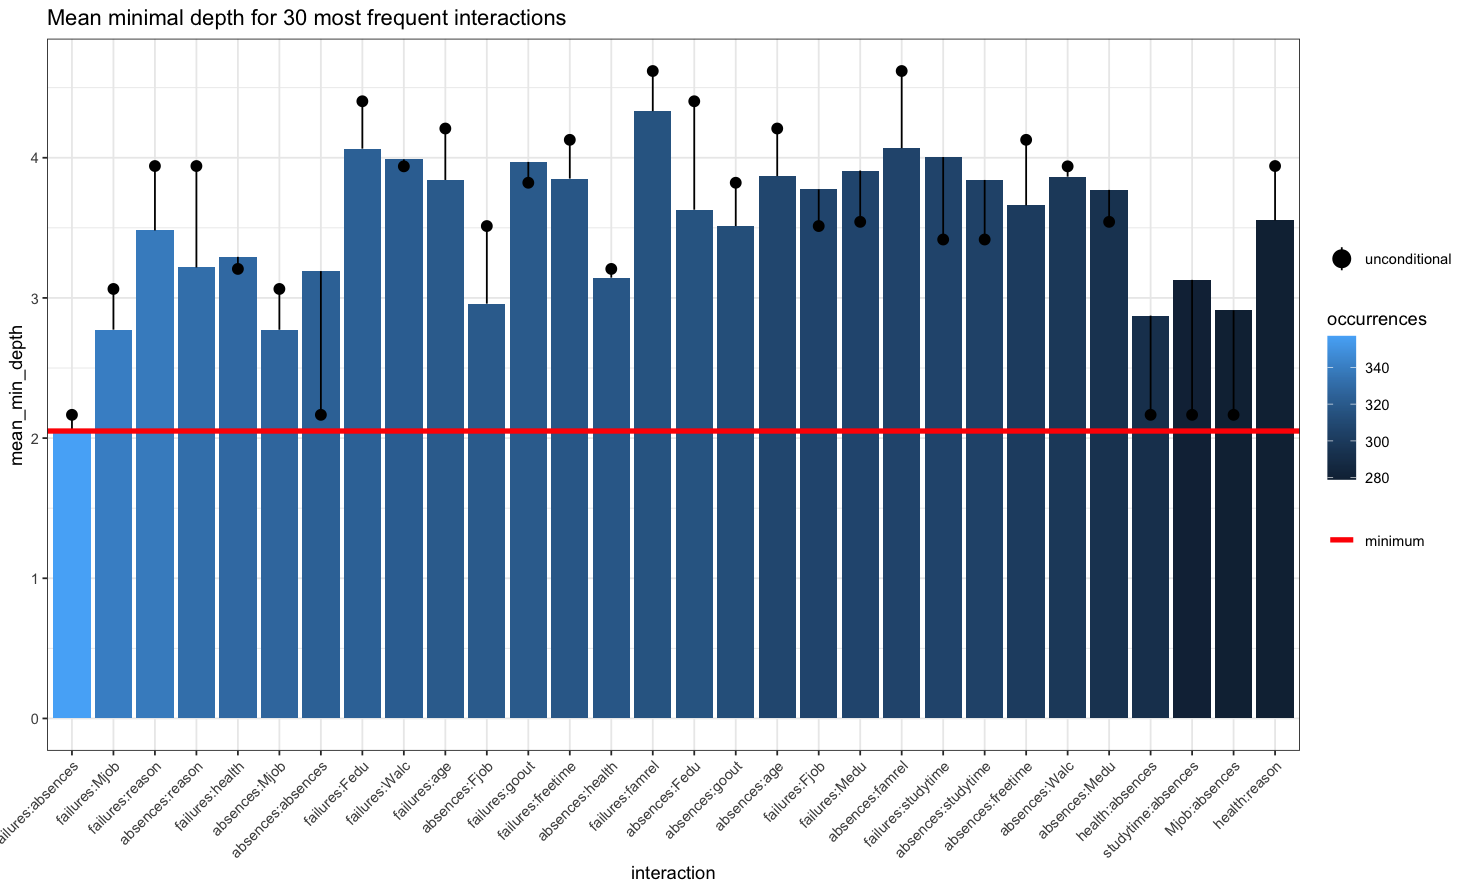 Mean minimal depth for 30 most frequent interactions
mean_min_depth
4
3
2
1
0
ailures:absences
failures:Mjob
failures:reason
absences:reason
failures:health
absences:Mjob
absences:absences
failures:Fedu
failures:Walc
failures:age
absences:Fjob
failures:goout
failures:freetime
absences:health
failures:famrel
absences:Fedu
absences:goout
absences:age
failures:Fjob
failures:Medu
absences:famrel
failures:studytime
absences:studytime
absences:freetime
absences:Walc
absences:Medu
health:absences
studytime:absences
Mjob:absences
health:reason
interaction
unconditional
occurrences
340
320
300
280
minimum